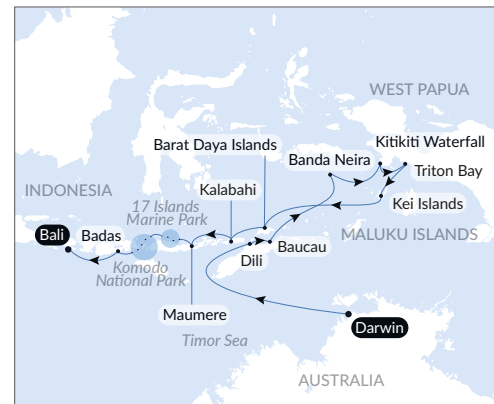 WEST PAPUA
Kitikiti Waterfall
Barat Daya Islands
Banda Neira
Triton Bay
INDONESIA
Kalabahi
Kei Islands
17 Islands
Marine Park
Bali
Badas
MALUKU ISLANDS
Baucau
Dili
Komodo
National Park
Maumere
Timor Sea
Darwin
AUSTRALIA